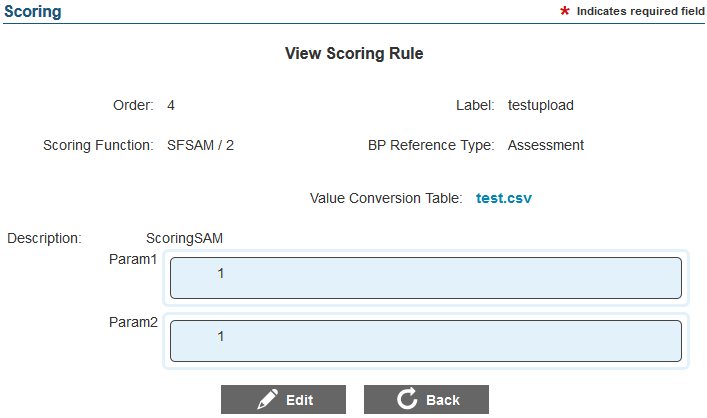 Scoring
* Indicates required field
View Scoring Rule
Order: 4 Label: testupload
Scoring Function: SFSAM / 2 BP Reference Type: Assessment
Value Conversion Table: test.csv
Description: ScoringSAM
Param1 1
Param2 1
Edit Back